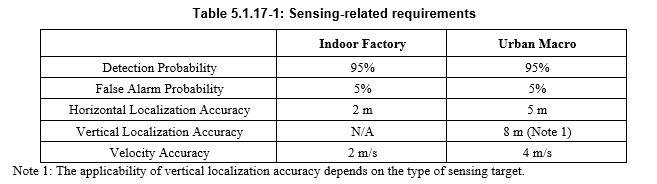 Table 5.1.17-1: Sensing-related requirements
Indoor Factory Urban Macro
Detection Probability 95% 95%
False Alarm Probability 5% 5%
Horizontal Localization Accuracy 2 m 5 m
Vertical Localization Accuracy N/A 8 m (Note 1)
Velocity Accuracy 2 m/s 4 m/s
Note 1: The applicability of vertical localization accuracy depends on the type of sensing target.